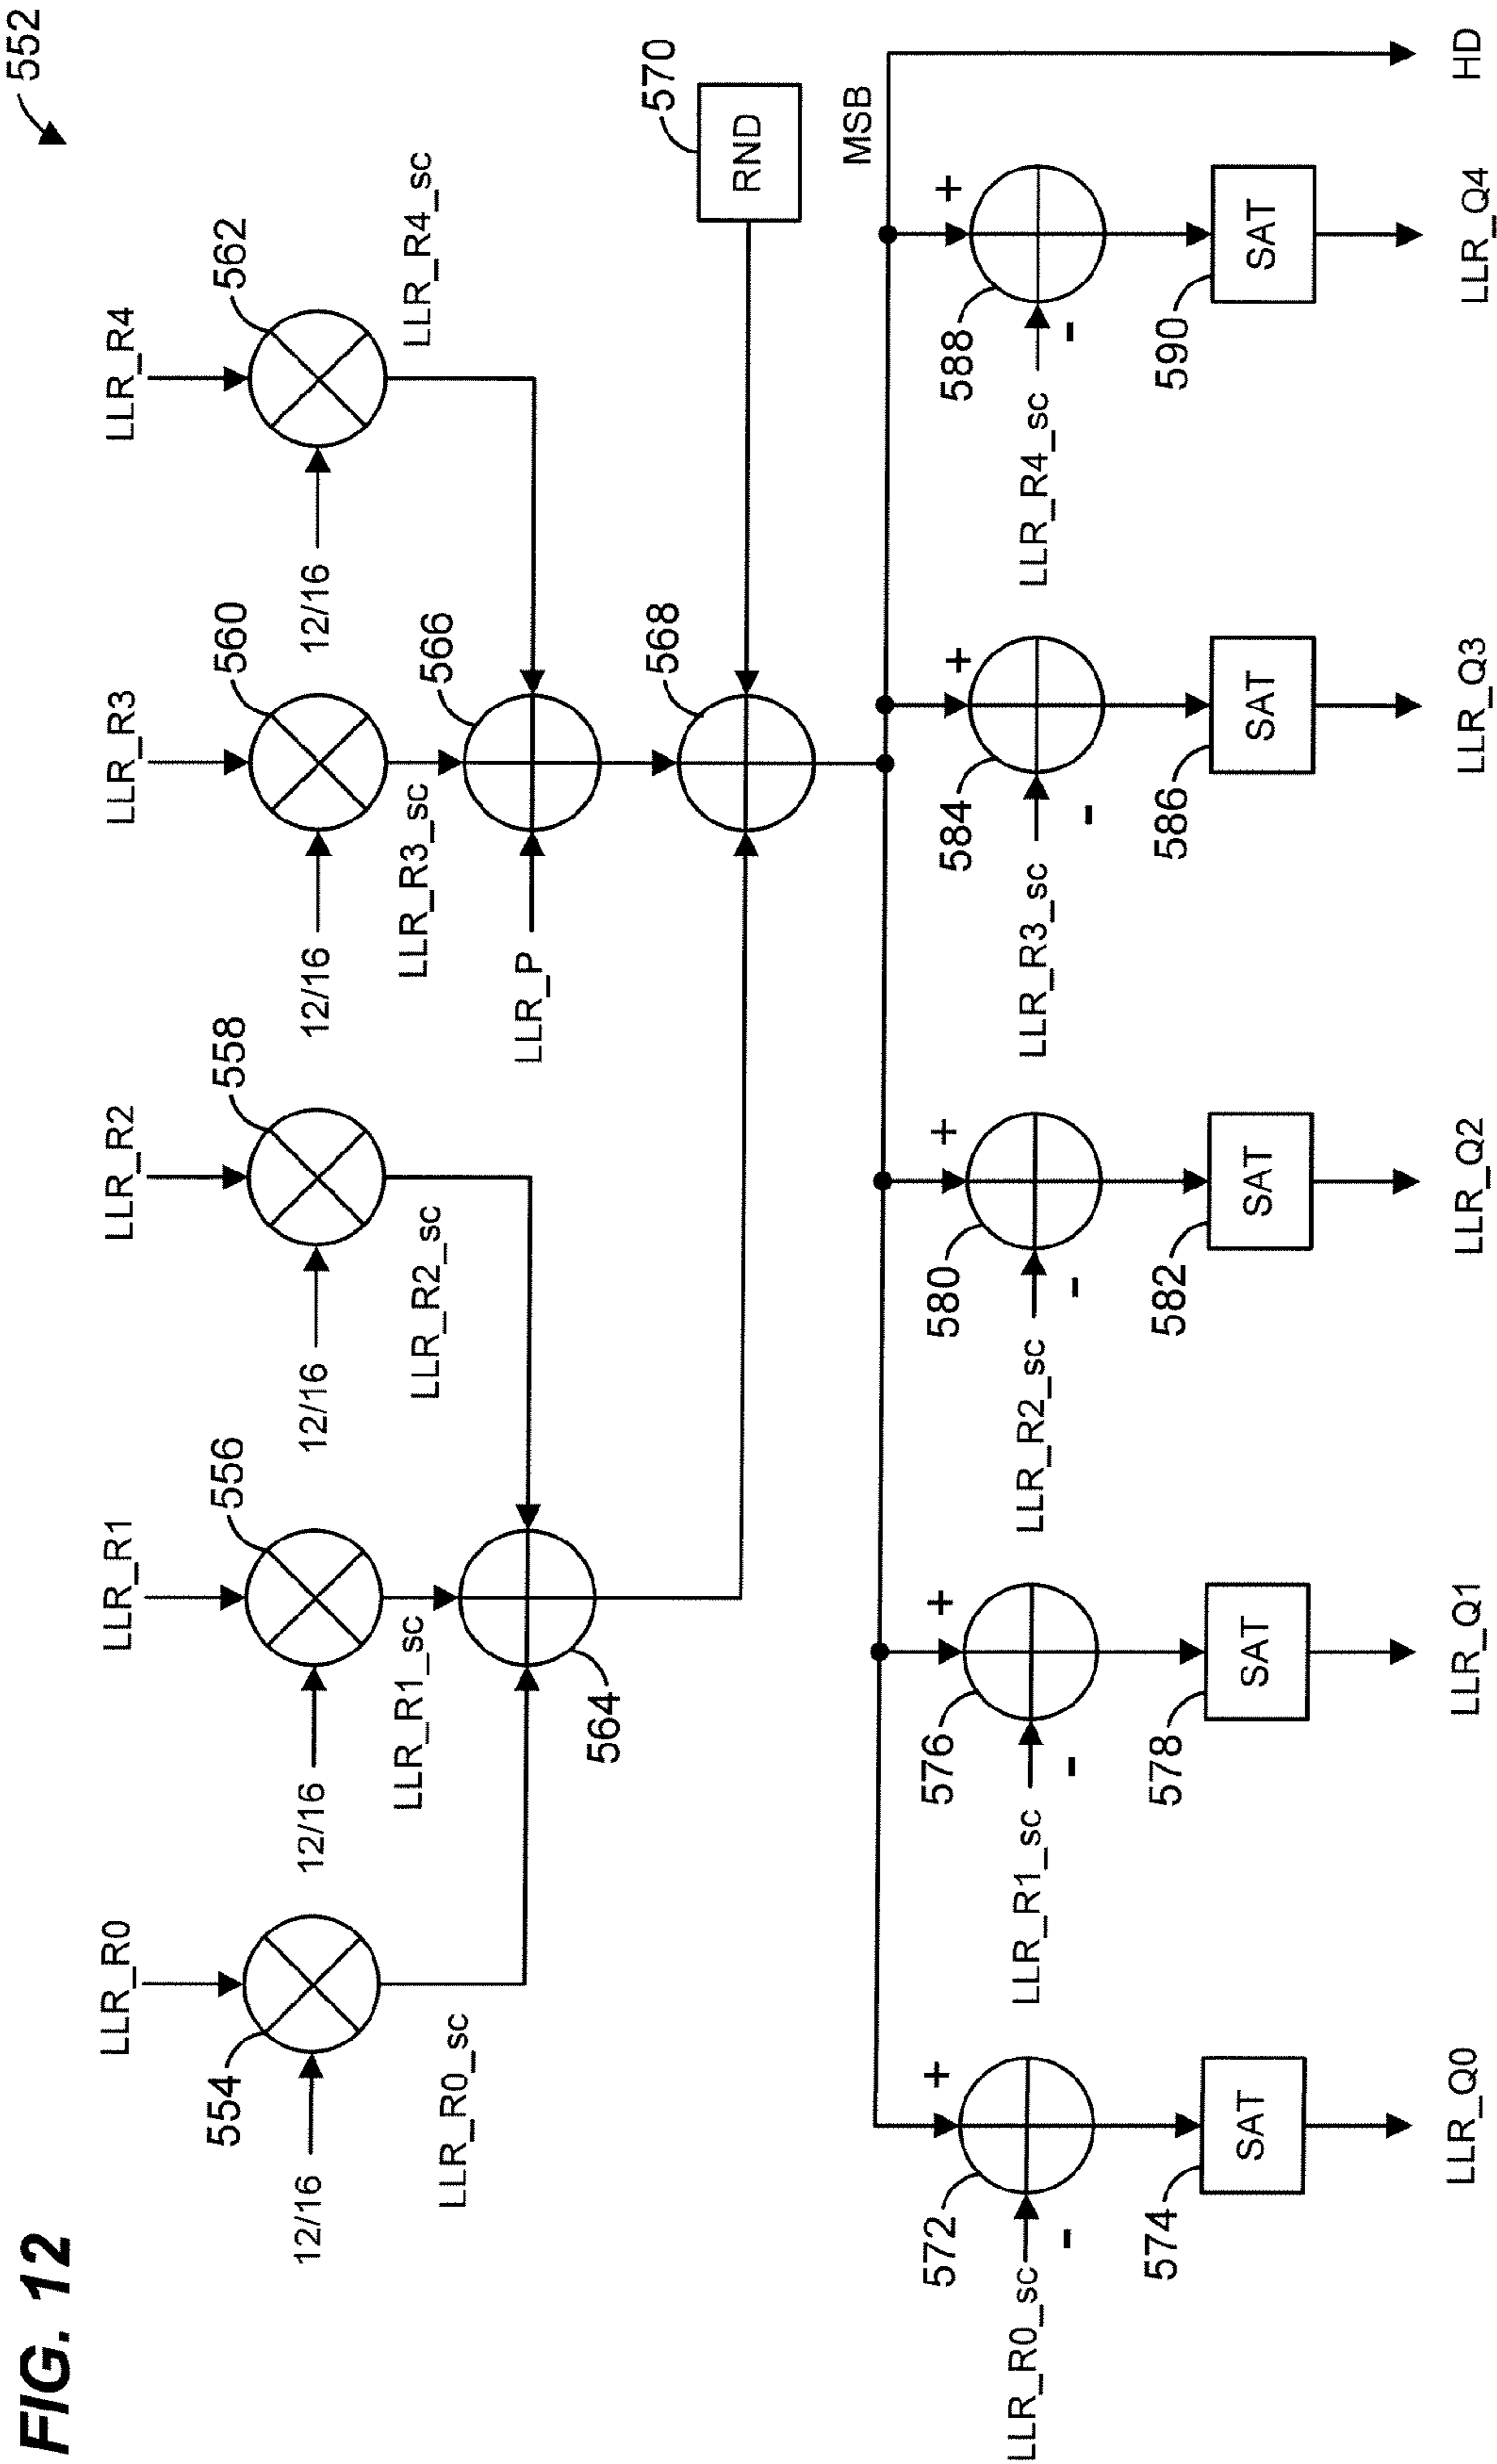 FIG. 12
552
LLR_R0
LLR_R1
LLR_R2
LLR_R3
LLR_R4
554
556
558
560
562
12/16
12/16
12/16
12/16
12/16
LLR_R0_sc
LLR_R1_sc
LLR_R2_sc
LLR_R3_sc
LLR_R4_sc
564
LLR_P
566
568
570
RND
MSB
572
576
580
584
588
+
+
+
+
+
LLR_R0_sc
LLR_R1_sc
LLR_R2_sc
LLR_R3_sc
LLR_R4_sc
-
-
-
-
-
574
578
582
586
590
SAT
SAT
SAT
SAT
SAT
LLR_Q0
LLR_Q1
LLR_Q2
LLR_Q3
LLR_Q4
HD